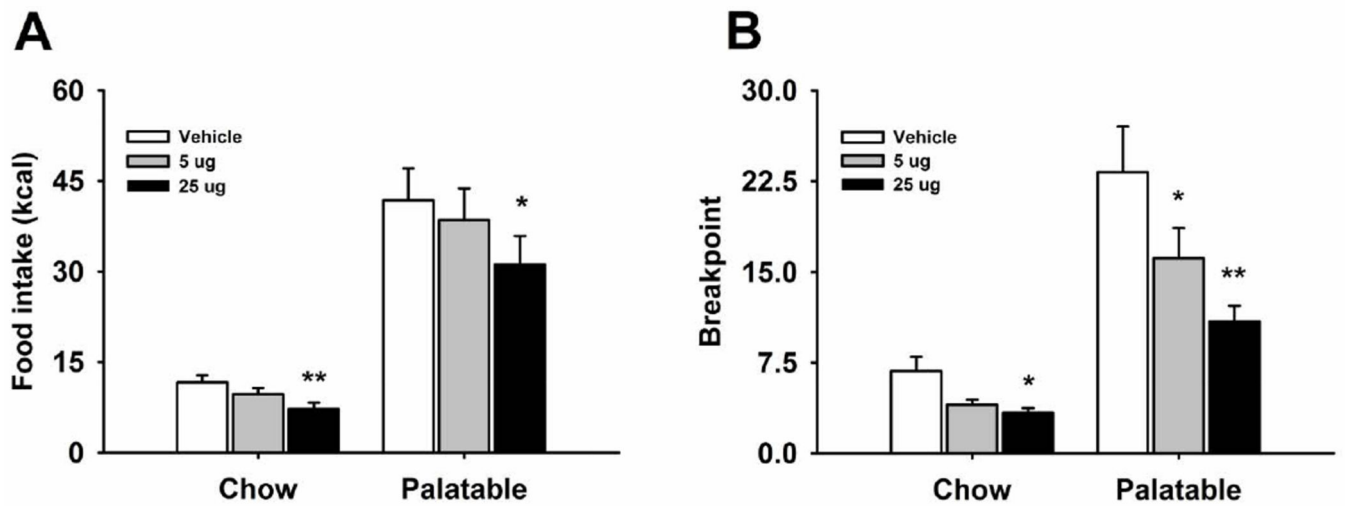 A
Food intake (kcal)
60
45
30
15
0
Vehicle
5 ug
25 ug
**
*
Chow
Palatable
B
Breakpoint
30.0
22.5
15.0
7.5
0.0
Vehicle
5 ug
25 ug
*
*
**
Chow
Palatable